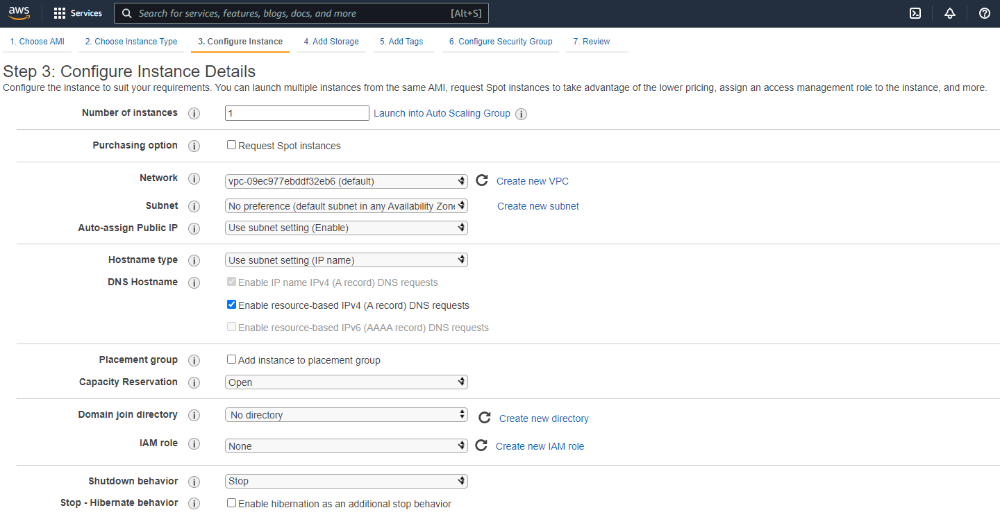 aws Services Search for services, features, blogs, docs, and more [Alt+S]
1. Choose AMI 2. Choose Instance Type 3. Configure Instance 4. Add Storage 5. Add Tags 6. Configure Security Group 7. Review
Step 3: Configure Instance Details
Configure the instance to suit your requirements. You can launch multiple instances from the same AMI, request Spot instances to take advantage of the lower pricing, assign an access management role to the instance, and more.
Number of instances i 1 Launch into Auto Scaling Group i
Purchasing option i Request Spot instances
Network i vpc-09ec977ebddf32eb6 (default) Create new VPC
Subnet i No preference (default subnet in any Availability Zone Create new subnet
Auto-assign Public IP i Use subnet setting (Enable)
Hostname type i Use subnet setting (IP name)
DNS Hostname i Enable IP name IPv4 (A record) DNS requests
Enable resource-based IPv4 (A record) DNS requests
Enable resource-based IPv6 (AAAA record) DNS requests
Placement group i Add instance to placement group
Capacity Reservation i Open
Domain join directory i No directory Create new directory
IAM role i None Create new IAM role
Shutdown behavior i Stop
Stop - Hibernate behavior i Enable hibernation as an additional stop behavior